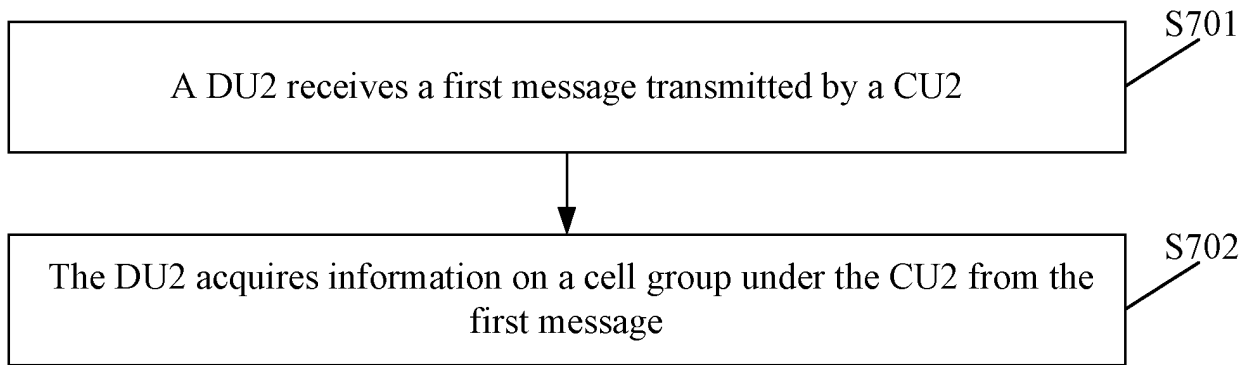 S701
A DU2 receives a first message transmitted by a CU2
S702
The DU2 acquires information on a cell group under the CU2 from the
first message